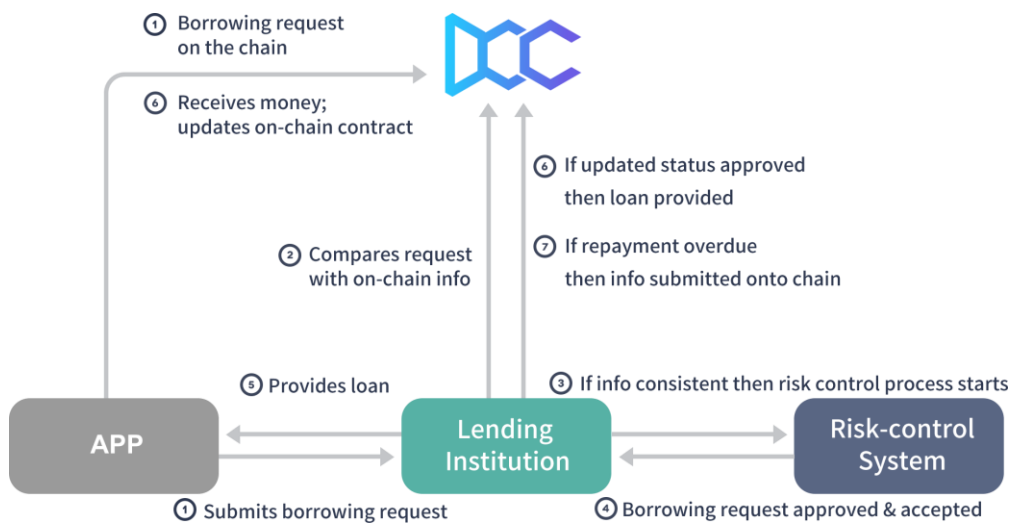 ① Borrowing request
on the chain
DCC
⑥ Receives money;
updates on-chain contract
⑥ If updated status approved
then loan provided
② Compares request
with on-chain info
⑦ If repayment overdue
then info submitted onto chain
⑤ Provides loan
③ If info consistent then risk control process starts
APP
Lending
Institution
Risk-control
System
① Submits borrowing request
④ Borrowing request approved & accepted